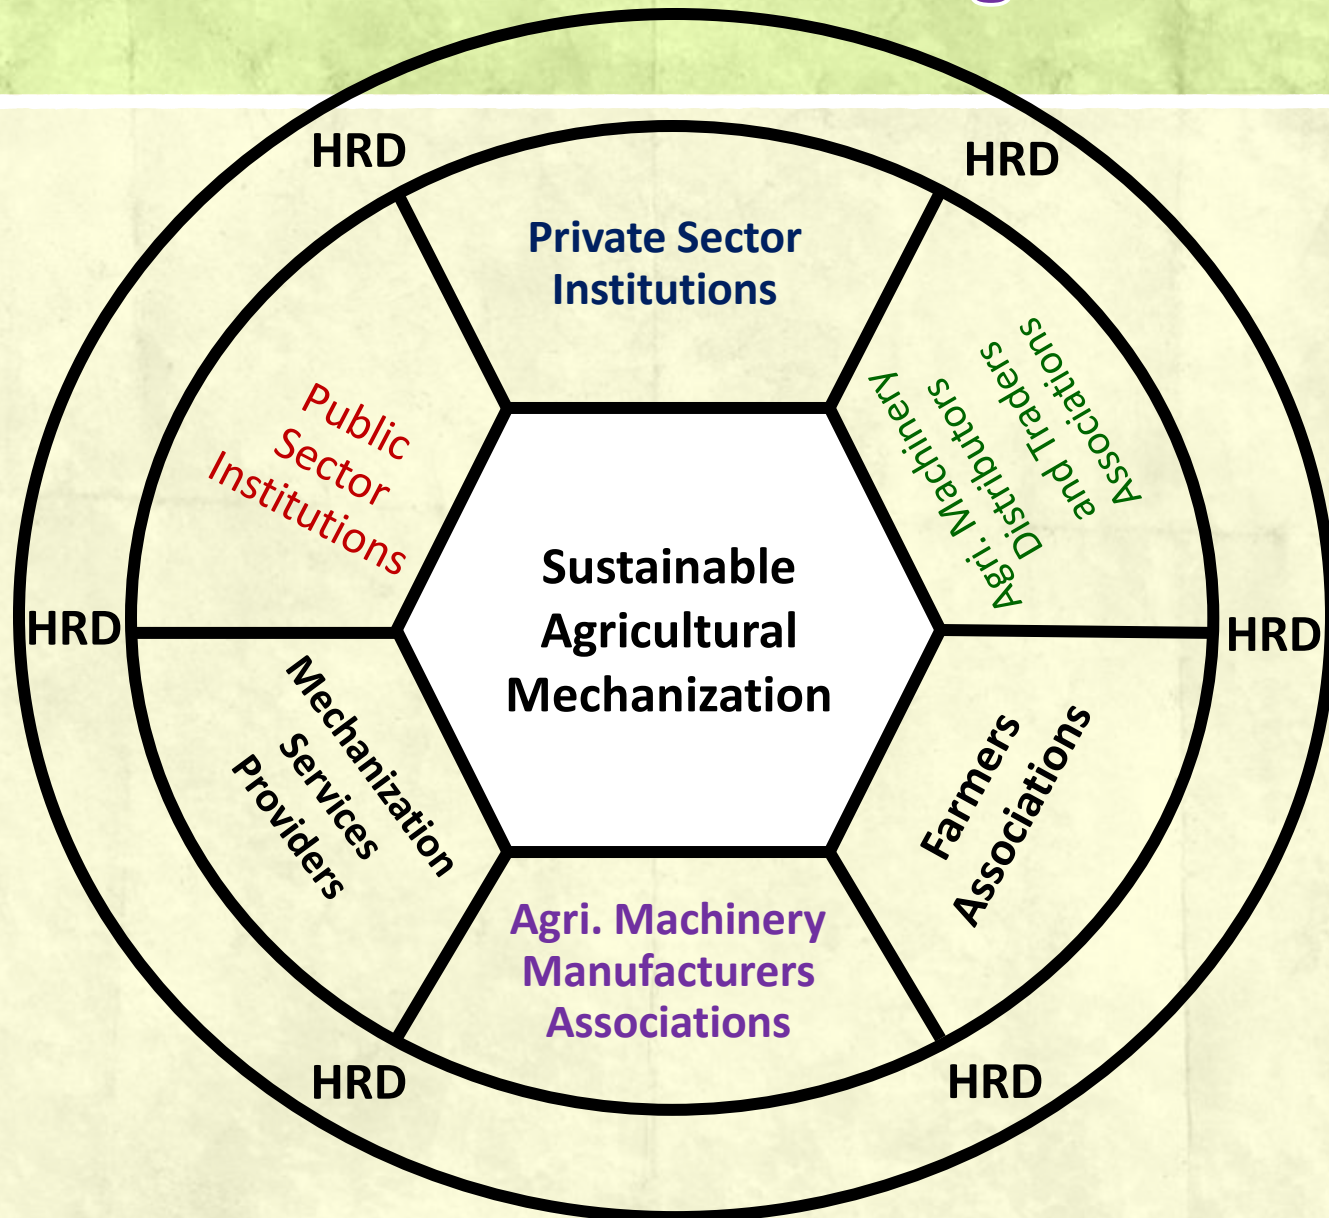 HRD
HRD
Private Sector
Institutions
Public
Sector
Institutions
Agri. Machinery
Distributors
and Traders
Associations
Sustainable
Agricultural
Mechanization
HRD
HRD
Mechanization
Services
Providers
Farmers
Associations
Agri. Machinery
Manufacturers
Associations
HRD
HRD